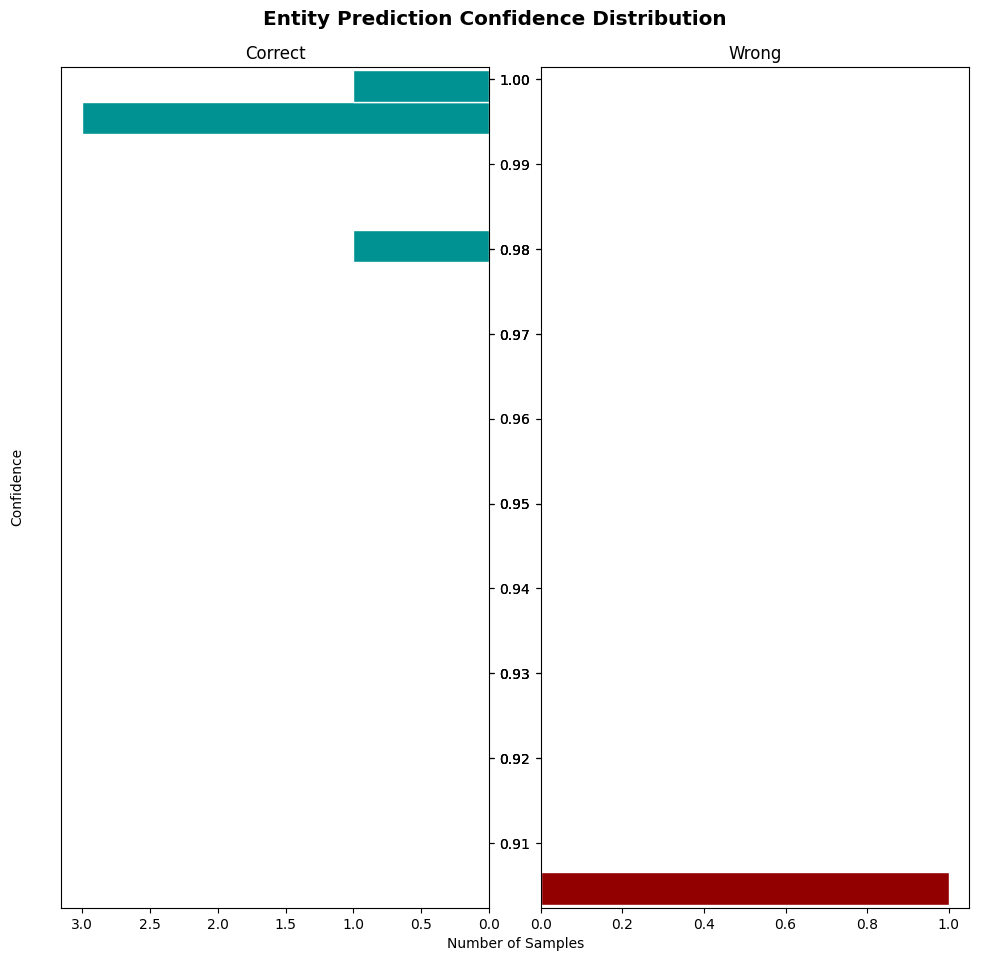 Entity Prediction Confidence Distribution
Correct
Wrong
1.00
0.99
0.98
0.97
0.96
0.95
0.94
0.93
0.92
0.91
Confidence
3.0 2.5 2.0 1.5 1.0 0.5 0.0
0.0 0.2 0.4 0.6 0.8 1.0
Number of Samples